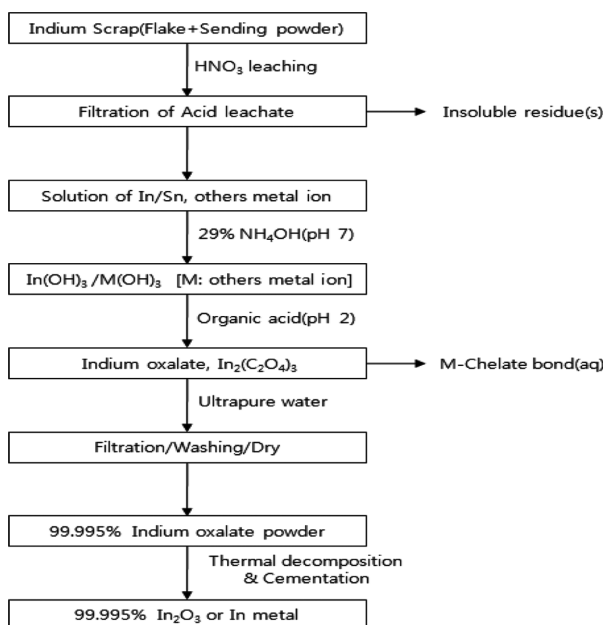 Indium Scrap(Flake+Sending powder)
HNO₃ leaching
Filtration of Acid leachate
Insoluble residue(s)
Solution of In/Sn, others metal ion
29% NH₄OH(pH 7)
In(OH)₃/M(OH)₃ [M: others metal ion]
Organic acid(pH 2)
Indium oxalate, In₂(C₂O₄)₃
M-Chelate bond(aq)
Ultrapure water
Filtration/Washing/Dry
99.995% Indium oxalate powder
Thermal decomposition
& Cementation
99.995% In₂O₃ or In metal